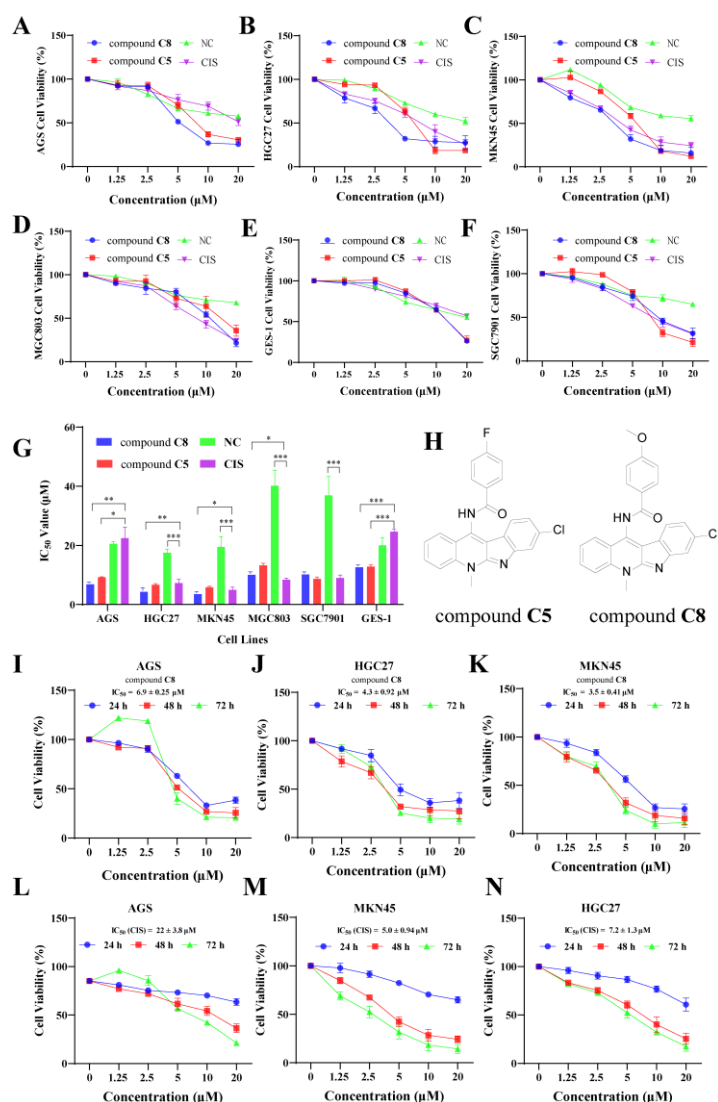 A
compound C8
NC
compound C5
CIS
AGS Cell Viability (%)
150
100
50
0
0 1.25 2.5 5 10 20
Concentration (µM)
B
compound C8
NC
compound C5
CIS
HGC27 Cell Viability (%)
150
100
50
0
0 1.25 2.5 5 10 20
Concentration (µM)
C
compound C8
NC
compound C5
CIS
MKN45 Cell Viability (%)
150
100
50
0
0 1.25 2.5 5 10 20
Concentration (µM)
D
compound C8
NC
compound C5
CIS
MGC803 Cell Viability (%)
150
100
50
0
0 1.25 2.5 5 10 20
Concentration (µM)
E
compound C8
NC
compound C5
CIS
GES-1 Cell Viability (%)
150
100
50
0
0 1.25 2.5 5 10 20
Concentration (µM)
F
compound C8
NC
compound C5
CIS
SGC7901 Cell Viability (%)
150
100
50
0
0 1.25 2.5 5 10 20
Concentration (µM)
G
compound C8
NC
compound C5
CIS
IC50 Value (µM)
60
40
20
0
**
*
**
***
*
***
*
***
***
***
***
AGS HGC27 MKN45 MGC803 SGC7901 GES-1
Cell Lines
H
F
O
HN
Cl
N
N
compound C5
O
O
HN
C
N
N
compound C8
I
AGS
compound C8
IC50 = 6.9 ± 0.25 µM
24 h 48 h 72 h
Cell Viability (%)
150
100
50
0
0 1.25 2.5 5 10 20
Concentration (µM)
J
HGC27
compound C8
IC50 = 4.3 ± 0.92 µM
24 h 48 h 72 h
Cell Viability (%)
150
100
50
0
0 1.25 2.5 5 10 20
Concentration (µM)
K
MKN45
compound C8
IC50 = 3.5 ± 0.41 µM
24 h 48 h 72 h
Cell Viability (%)
150
100
50
0
0 1.25 2.5 5 10 20
Concentration (µM)
L
AGS
IC50 (CIS) = 22 ± 3.8 µM
24 h 48 h 72 h
Cell Viability (%)
150
100
50
0
0 1.25 2.5 5 10 20
Concentration (µM)
M
MKN45
IC50 (CIS) = 5.0 ± 0.94 µM
24 h 48 h 72 h
Cell Viability (%)
150
100
50
0
0 1.25 2.5 5 10 20
Concentration (µM)
N
HGC27
IC50 (CIS) = 7.2 ± 1.3 µM
24 h 48 h 72 h
Cell Viability (%)
150
100
50
0
0 1.25 2.5 5 10 20
Concentration (µM)